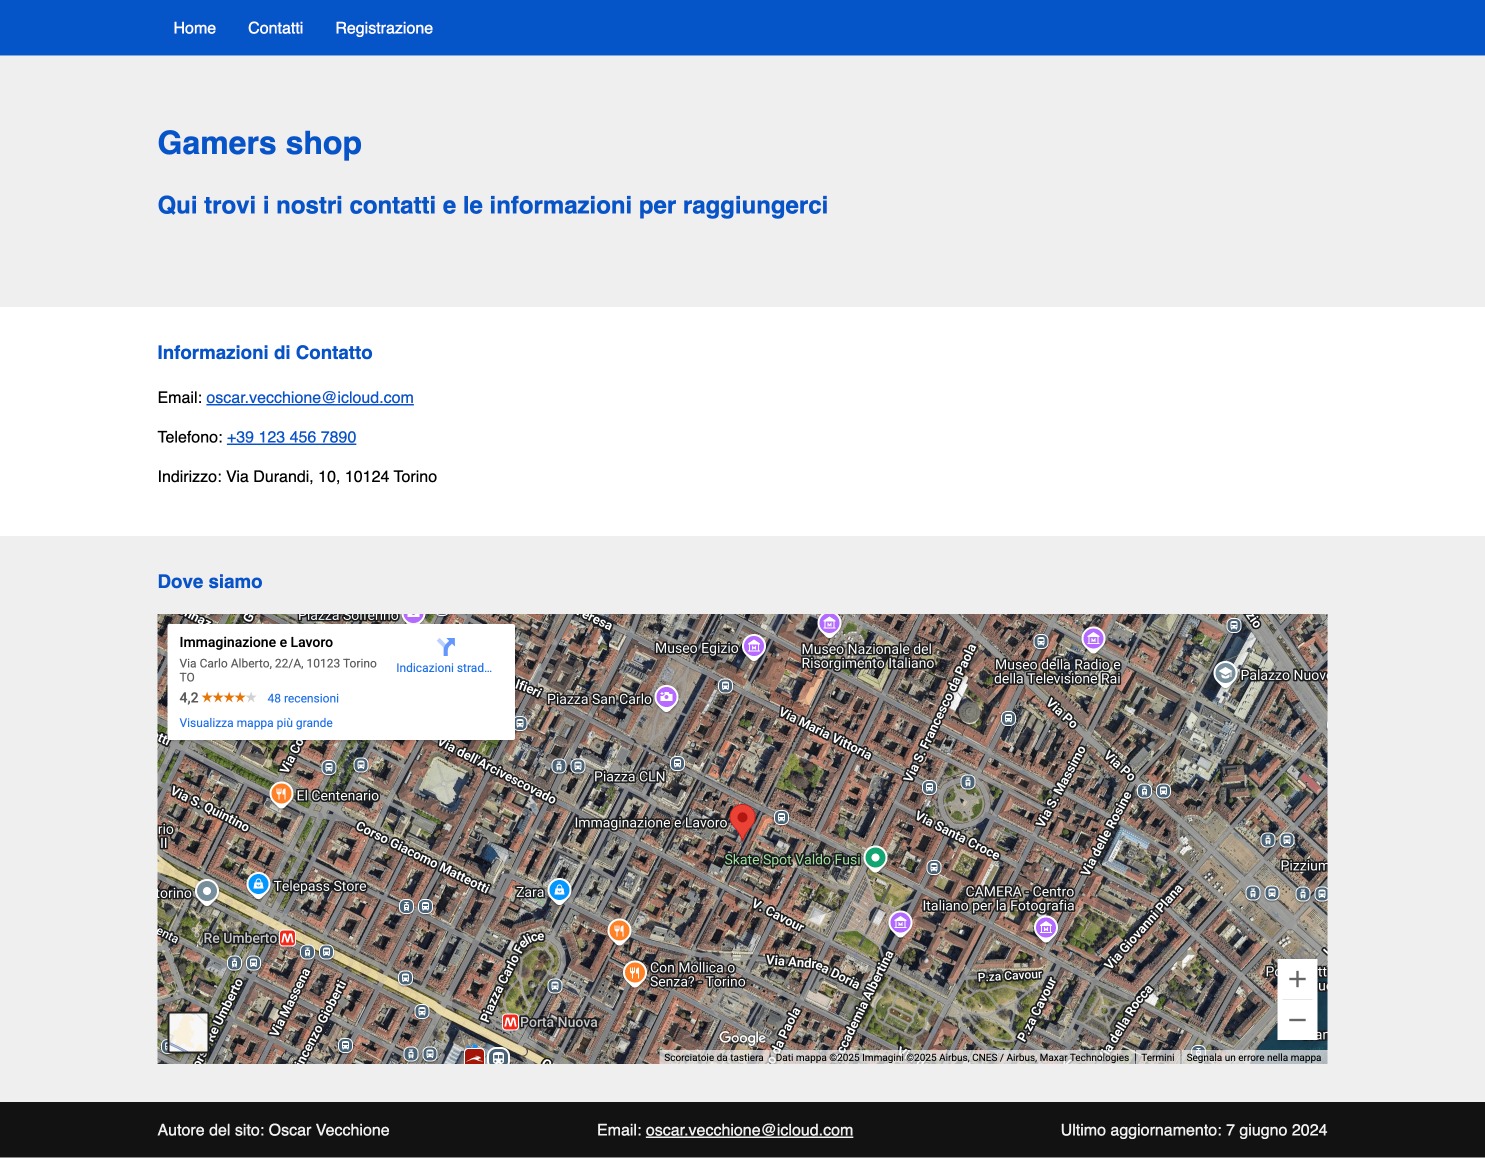 Home
Contatti
Registrazione
Gamers shop
Qui trovi i nostri contatti e le informazioni per raggiungerci
Informazioni di Contatto
Email: oscar.vecchione@icloud.com
Telefono: +39 123 456 7890
Indirizzo: Via Durandi, 10, 10124 Torino
Dove siamo
Immaginazione e Lavoro
Via Carlo Alberto, 22/A, 10123 Torino
TO
Indicazioni strad...
4,2
48 recensioni
Visualizza mappa più grande
Piazza Solferino
Museo Egizio
Museo Nazionale del
Risorgimento Italiano
Museo della Radio e
della Televisione Rai
Palazzo Nuov
Piazza San Carlo
Via Po
Via Maria Vittoria
Via S. Francesco da Paola
Via Po
Via dell'Arcivescovado
Piazza CLN
Via S. Massimo
Via delle Rosine
El Centenario
Via S. Quintino
Corso Giacomo Matteotti
Immaginazione e Lavoro
Via Santa Croce
Skate Spot Valdo Fusi
Pizzium
Telepass Store
Zara
CAMERA - Centro
Italiano per la Fotografia
V. Cavour
Via Giovanni Plana
Re Umberto
Piazza Carlo Felice
Con Mollica o
Senza? - Torino
Via Andrea Doria
P.za Cavour
Via Massena
P.za Cavour
Porta Nuova
Google
Scorciatoie da tastiera
Dati mappa ©2025 Immagini ©2025 Airbus, CNES / Airbus, Maxar Technologies
Termini
Segnala un errore nella mappa
Autore del sito: Oscar Vecchione
Email: oscar.vecchione@icloud.com
Ultimo aggiornamento: 7 giugno 2024